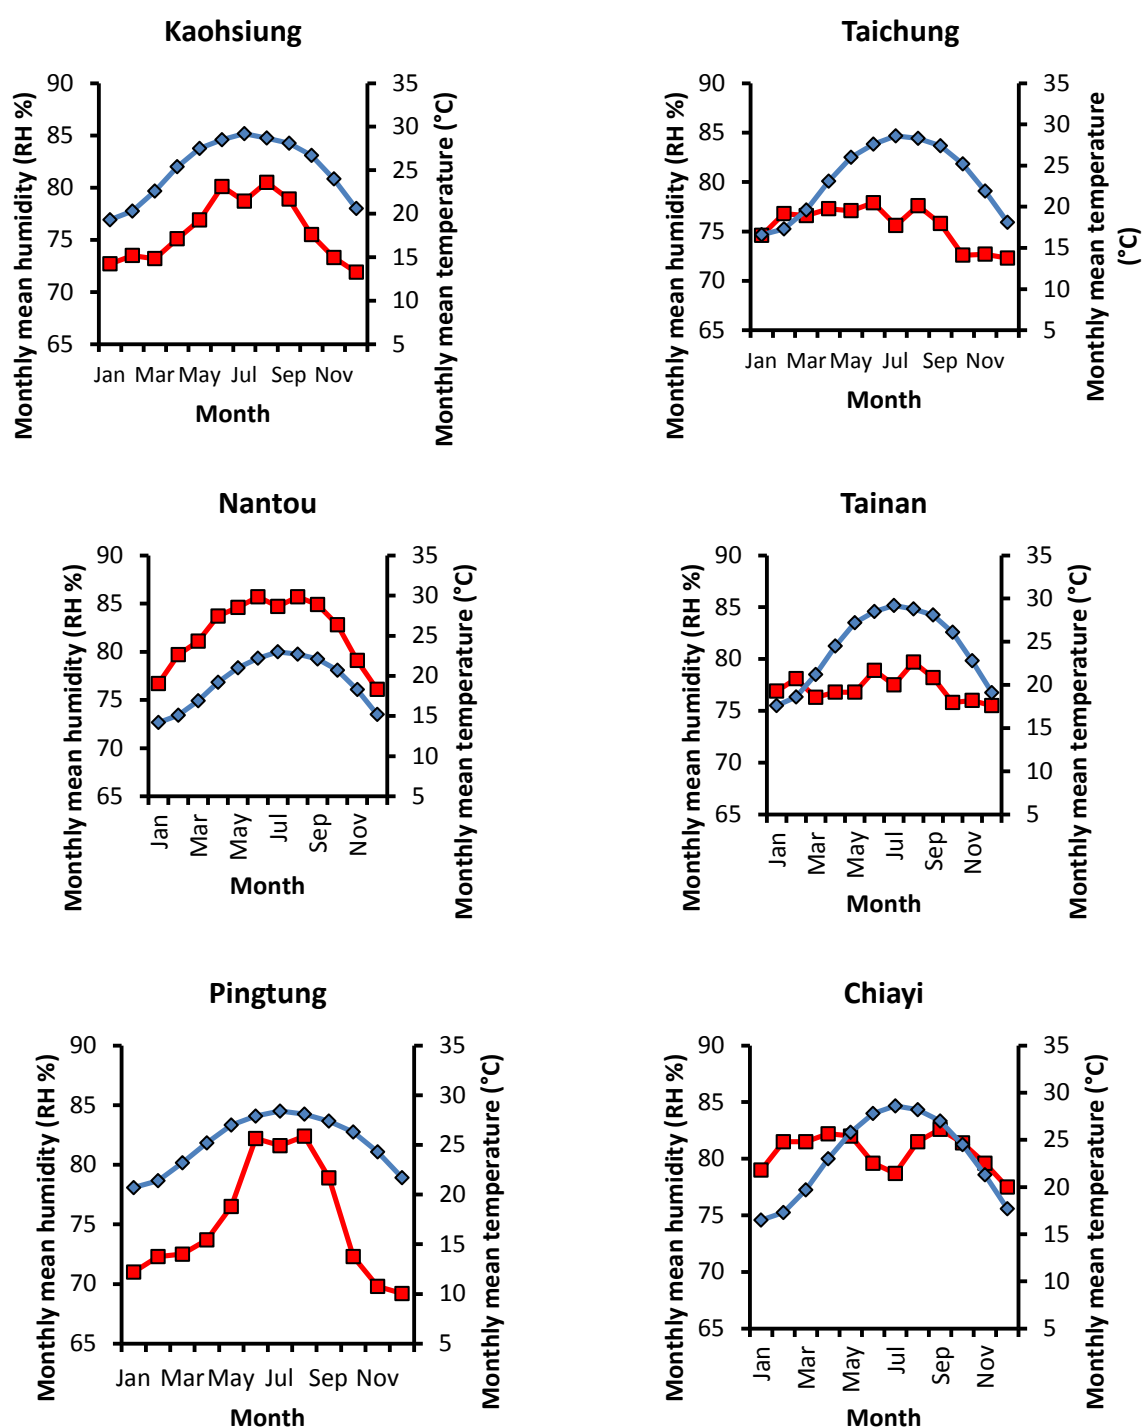 Kaohsiung
Monthly mean humidity (RH %)
90
85
80
75
70
65
35
30
25
20
15
10
5
Monthly mean temperature (°C)
Jan Mar May Jul Sep Nov
Month
Taichung
Monthly mean humidity (RH %)
90
85
80
75
70
65
35
30
25
20
15
10
5
Monthly mean temperature
(°C)
Jan Mar May Jul Sep Nov
Month
Nantou
Monthly mean humidity (RH %)
90
85
80
75
70
65
35
30
25
20
15
10
5
Monthly mean temperature (°C)
Jan Mar May Jul Sep Nov
Month
Tainan
Monthly mean humidity (RH %)
90
85
80
75
70
65
35
30
25
20
15
10
5
Monthly mean temperature (°C)
Jan Mar May Jul Sep Nov
Month
Pingtung
Monthly mean humidity (RH %)
90
85
80
75
70
65
35
30
25
20
15
10
5
Monthly mean temperature (°C)
Jan Mar May Jul Sep Nov
Month
Chiayi
Monthly mean humidity (RH %)
90
85
80
75
70
65
35
30
25
20
15
10
5
Monthly mean temperature (°C)
Jan Mar May Jul Sep Nov
Month